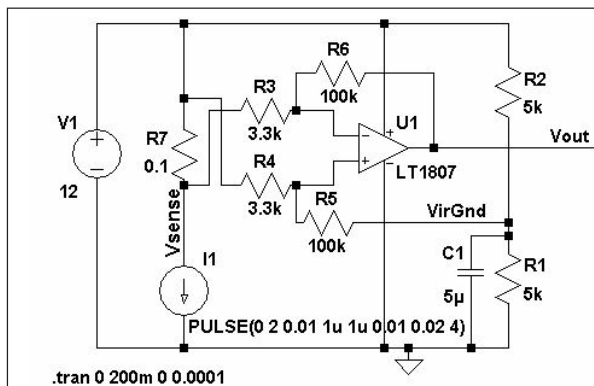 R6
100k
R3
3.3k
R2
5k
V1
12
R7
0.1
U1
LT1807
Vout
R4
3.3k
R5
100k
VirGnd
Vsense
I1
C1
5µ
R1
5k
PULSE(0 2 0.01 1u 1u 0.01 0.02 4)
.tran 0 200m 0 0.0001